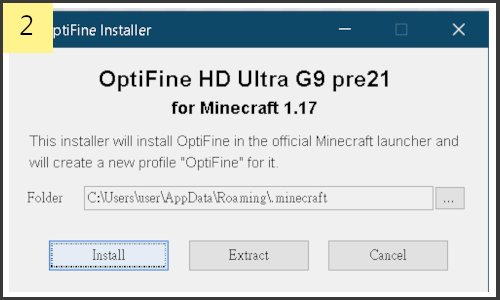 2
ptiFine Installer
OptiFine HD Ultra G9 pre21
for Minecraft 1.17
This installer will install OptiFine in the official Minecraft launcher and
will create a new profile "OptiFine" for it.
Folder C:\Users\user\AppData\Roaming\.minecraft ...
Install Extract Cancel